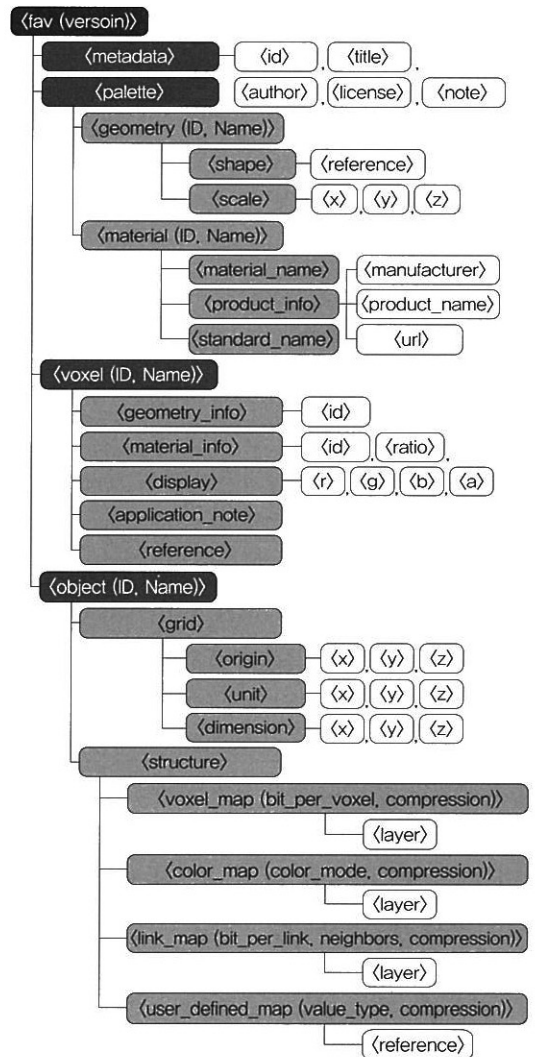 ⟨fav (versoin)⟩
⟨metadata⟩ ⟨id⟩, ⟨title⟩,
⟨palette⟩ ⟨author⟩, ⟨license⟩, ⟨note⟩
⟨geometry (ID, Name)⟩
⟨shape⟩ ⟨reference⟩
⟨scale⟩ ⟨x⟩, ⟨y⟩, ⟨z⟩
⟨material (ID, Name)⟩
⟨material_name⟩ ⟨manufacturer⟩
⟨product_info⟩ ⟨product_name⟩
⟨standard_name⟩ ⟨url⟩
⟨voxel (ID, Name)⟩
⟨geometry_info⟩ ⟨id⟩
⟨material_info⟩ ⟨id⟩, ⟨ratio⟩,
⟨display⟩ ⟨r⟩, ⟨g⟩, ⟨b⟩, ⟨a⟩
⟨application_note⟩
⟨reference⟩
⟨object (ID, Name)⟩
⟨grid⟩
⟨origin⟩ ⟨x⟩, ⟨y⟩, ⟨z⟩
⟨unit⟩ ⟨x⟩, ⟨y⟩, ⟨z⟩
⟨dimension⟩ ⟨x⟩, ⟨y⟩, ⟨z⟩
⟨structure⟩
⟨voxel_map (bit_per_voxel, compression)⟩
⟨layer⟩
⟨color_map (color_mode, compression)⟩
⟨layer⟩
⟨link_map (bit_per_link, neighbors, compression)⟩
⟨layer⟩
⟨user_defined_map (value_type, compression)⟩
⟨reference⟩